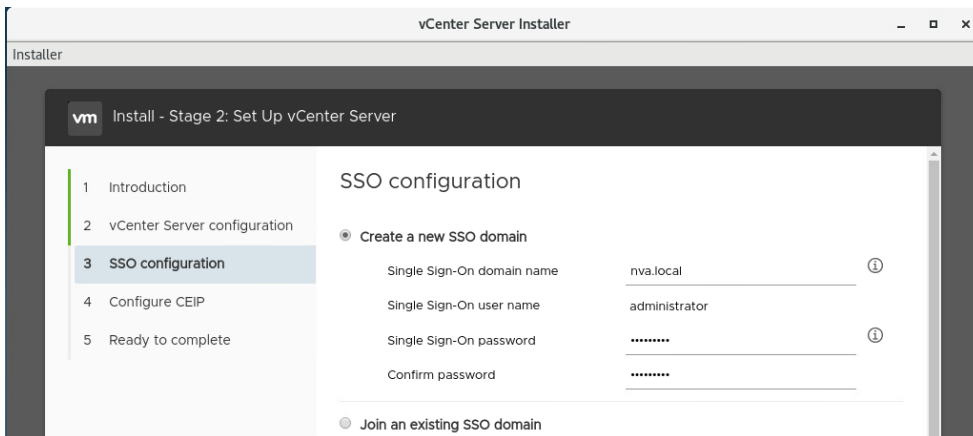 vCenter Server Installer
Installer
vm Install - Stage 2: Set Up vCenter Server
1 Introduction
2 vCenter Server configuration
3 SSO configuration
4 Configure CEIP
5 Ready to complete
SSO configuration
Create a new SSO domain
Single Sign-On domain name nva.local
Single Sign-On user name administrator
Single Sign-On password •••••••••
Confirm password •••••••••
Join an existing SSO domain